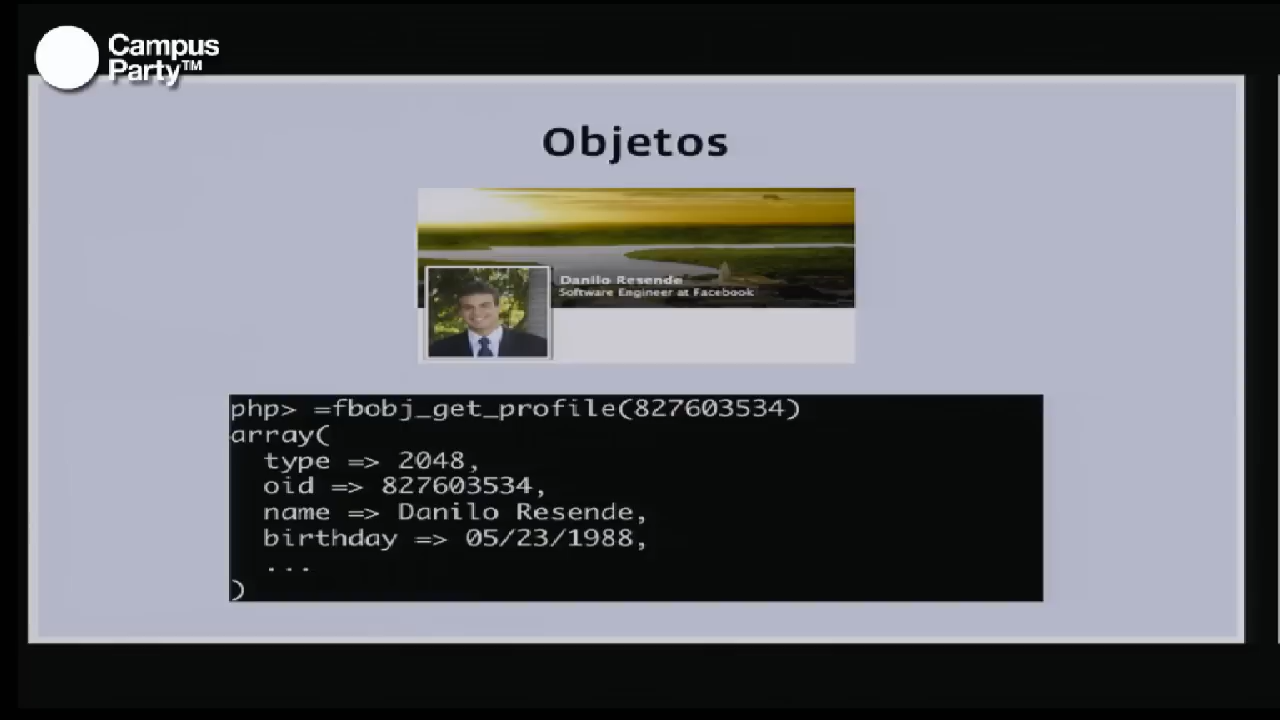 Campus
Party™
Objetos
Danilo Resende
Software Engineer at Facebook
php> =fbobj_get_profile(827603534)
array(
type => 2048,
oid => 827603534,
name => Danilo Resende,
birthday => 05/23/1988,
...
)